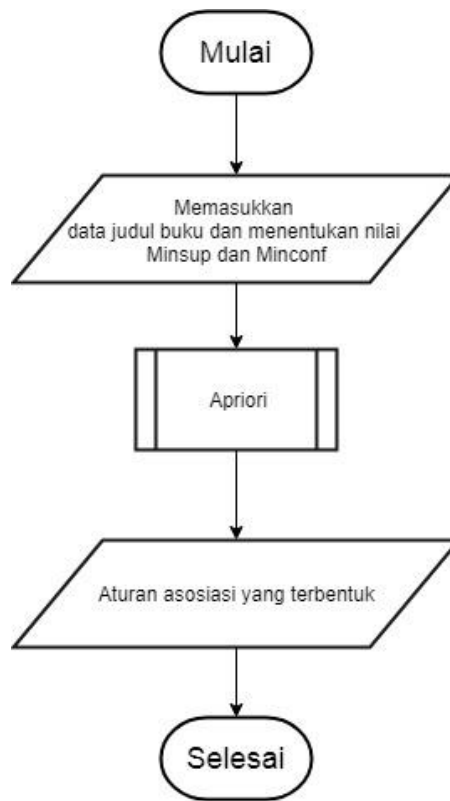 Mulai
Memasukkan
data judul buku dan menentukan nilai
Minsup dan Minconf
Apriori
Aturan asosiasi yang terbentuk
Selesai